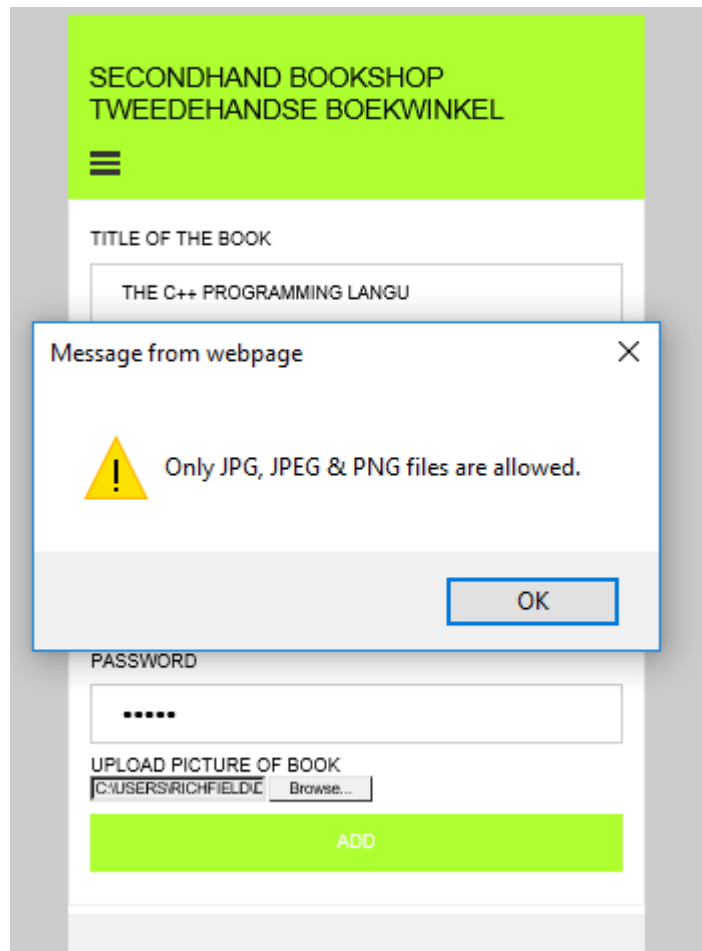 SECONDHAND BOOKSHOP
TWEEDEHANDSE BOEKWINKEL
TITLE OF THE BOOK
THE C++ PROGRAMMING LANGU
Message from webpage
Only JPG, JPEG & PNG files are allowed.
OK
PASSWORD
•••••
UPLOAD PICTURE OF BOOK
C:\USERS\RICHFIELD\D Browse...
ADD